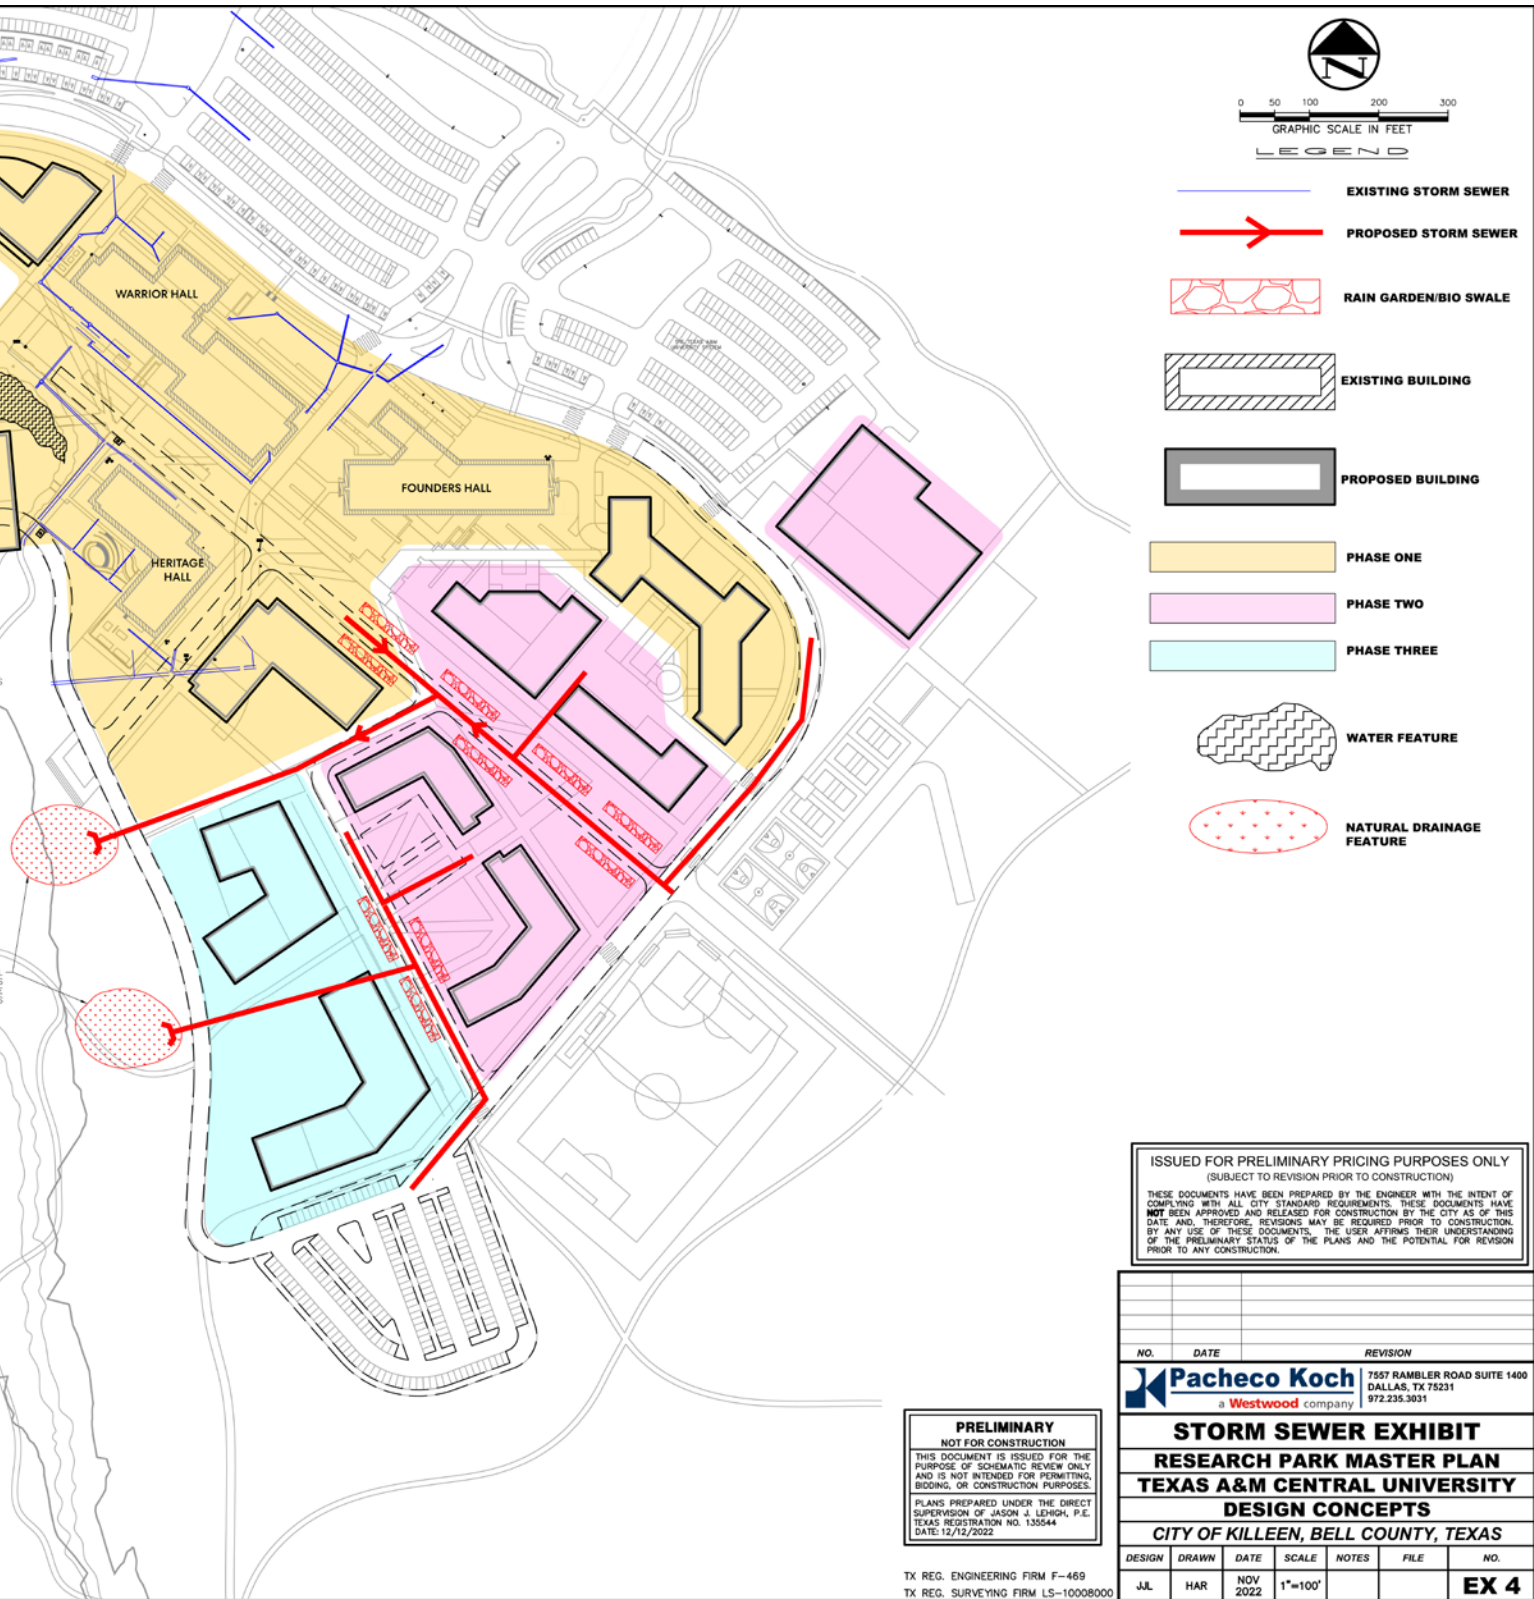 N
0 50 100 200 300
GRAPHIC SCALE IN FEET
LEGEND
EXISTING STORM SEWER
PROPOSED STORM SEWER
RAIN GARDEN/BIO SWALE
EXISTING BUILDING
PROPOSED BUILDING
PHASE ONE
PHASE TWO
PHASE THREE
WATER FEATURE
NATURAL DRAINAGE
FEATURE
WARRIOR HALL
FOUNDERS HALL
HERITAGE
HALL
ISSUED FOR PRELIMINARY PRICING PURPOSES ONLY
(SUBJECT TO REVISION PRIOR TO CONSTRUCTION)
THESE DOCUMENTS HAVE BEEN PREPARED BY THE ENGINEER WITH THE INTENT OF
COMPLYING WITH ALL CITY STANDARD REQUIREMENTS. THESE DOCUMENTS HAVE
NOT BEEN APPROVED AND RELEASED FOR CONSTRUCTION BY THE CITY AS OF THIS
DATE AND, THEREFORE, REVISIONS MAY BE REQUIRED PRIOR TO CONSTRUCTION.
BY ANY USE OF THESE DOCUMENTS, THE USER AFFIRMS THEIR UNDERSTANDING
OF THE PRELIMINARY STATUS OF THE PLANS AND THE POTENTIAL FOR REVISION
PRIOR TO ANY CONSTRUCTION.
NO. DATE REVISION
Pacheco Koch
a Westwood company
7557 RAMBLER ROAD SUITE 1400
DALLAS, TX 75231
972.235.3031
STORM SEWER EXHIBIT
RESEARCH PARK MASTER PLAN
TEXAS A&M CENTRAL UNIVERSITY
DESIGN CONCEPTS
CITY OF KILLEEN, BELL COUNTY, TEXAS
DESIGN DRAWN DATE SCALE NOTES FILE NO.
JJL HAR NOV 2022 1"=100' EX 4
PRELIMINARY
NOT FOR CONSTRUCTION
THIS DOCUMENT IS ISSUED FOR THE
PURPOSE OF SCHEMATIC REVIEW ONLY
AND IS NOT INTENDED FOR PERMITTING,
BIDDING, OR CONSTRUCTION PURPOSES.
PLANS PREPARED UNDER THE DIRECT
SUPERVISION OF JASON J. LEHIGH, P.E.
TEXAS REGISTRATION NO. 135544
DATE: 12/12/2022
TX REG. ENGINEERING FIRM F-469
TX REG. SURVEYING FIRM LS-10008000